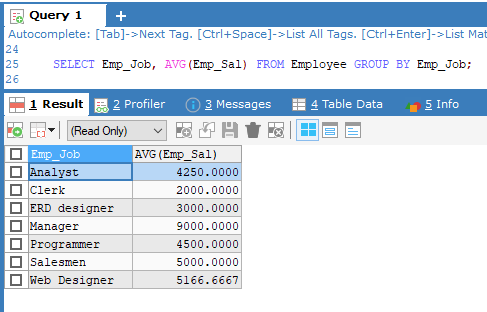 Query 1 +
Autocomplete: [Tab]->Next Tag. [Ctrl+Space]->List All Tags. [Ctrl+Enter]->List Mat
24
25 SELECT Emp_Job, AVG(Emp_Sal) FROM Employee GROUP BY Emp_Job;
26
1 Result 2 Profiler 3 Messages 4 Table Data 5 Info
(Read Only)
Emp_Job AVG(Emp_Sal)
Analyst 4250.0000
Clerk 2000.0000
ERD designer 3000.0000
Manager 9000.0000
Programmer 4500.0000
Salesmen 5000.0000
Web Designer 5166.6667